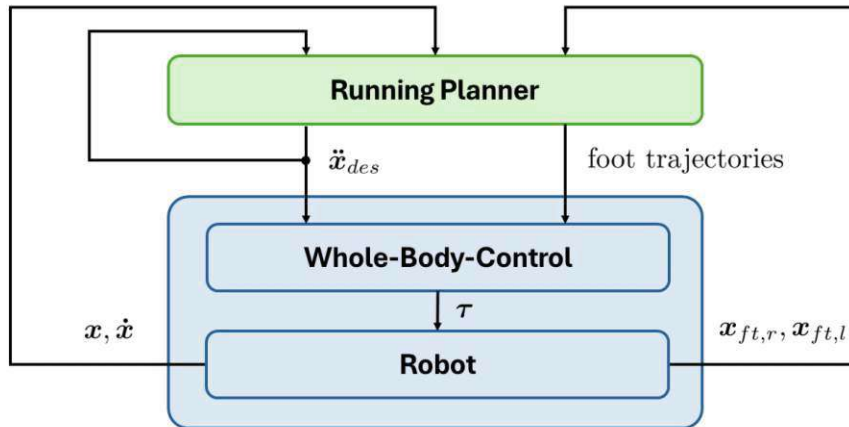 Running Planner
ẍ_des
foot trajectories
Whole-Body-Control
τ
x, ẋ
x_ft,r, x_ft,l
Robot